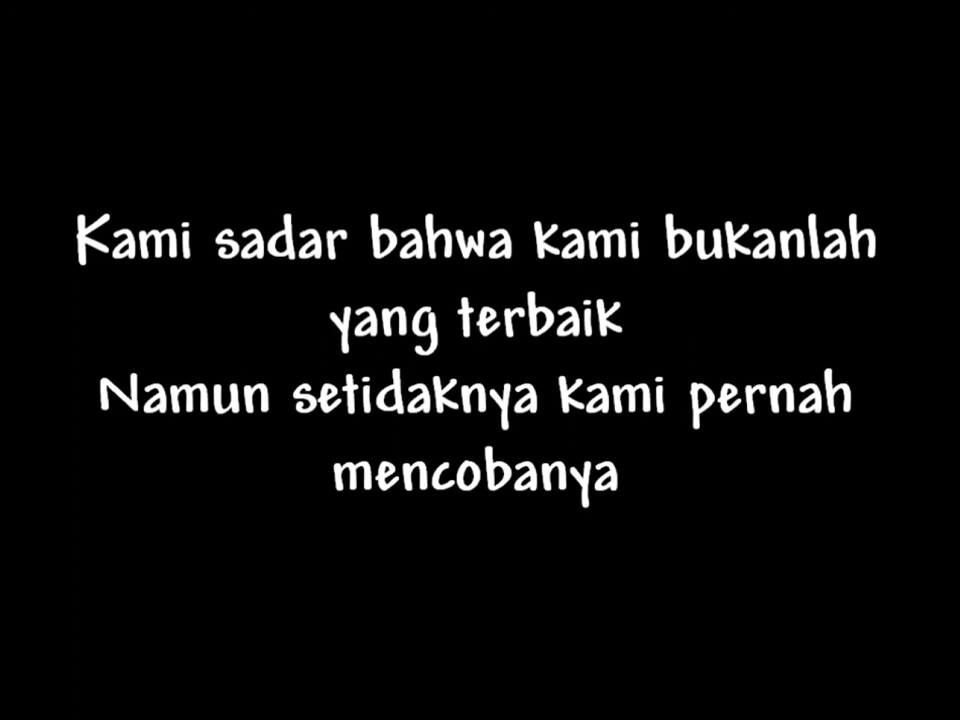 Kami sadar bahwa kami bukanlah
yang terbaik
Namun setidaknya kami pernah
mencobanya